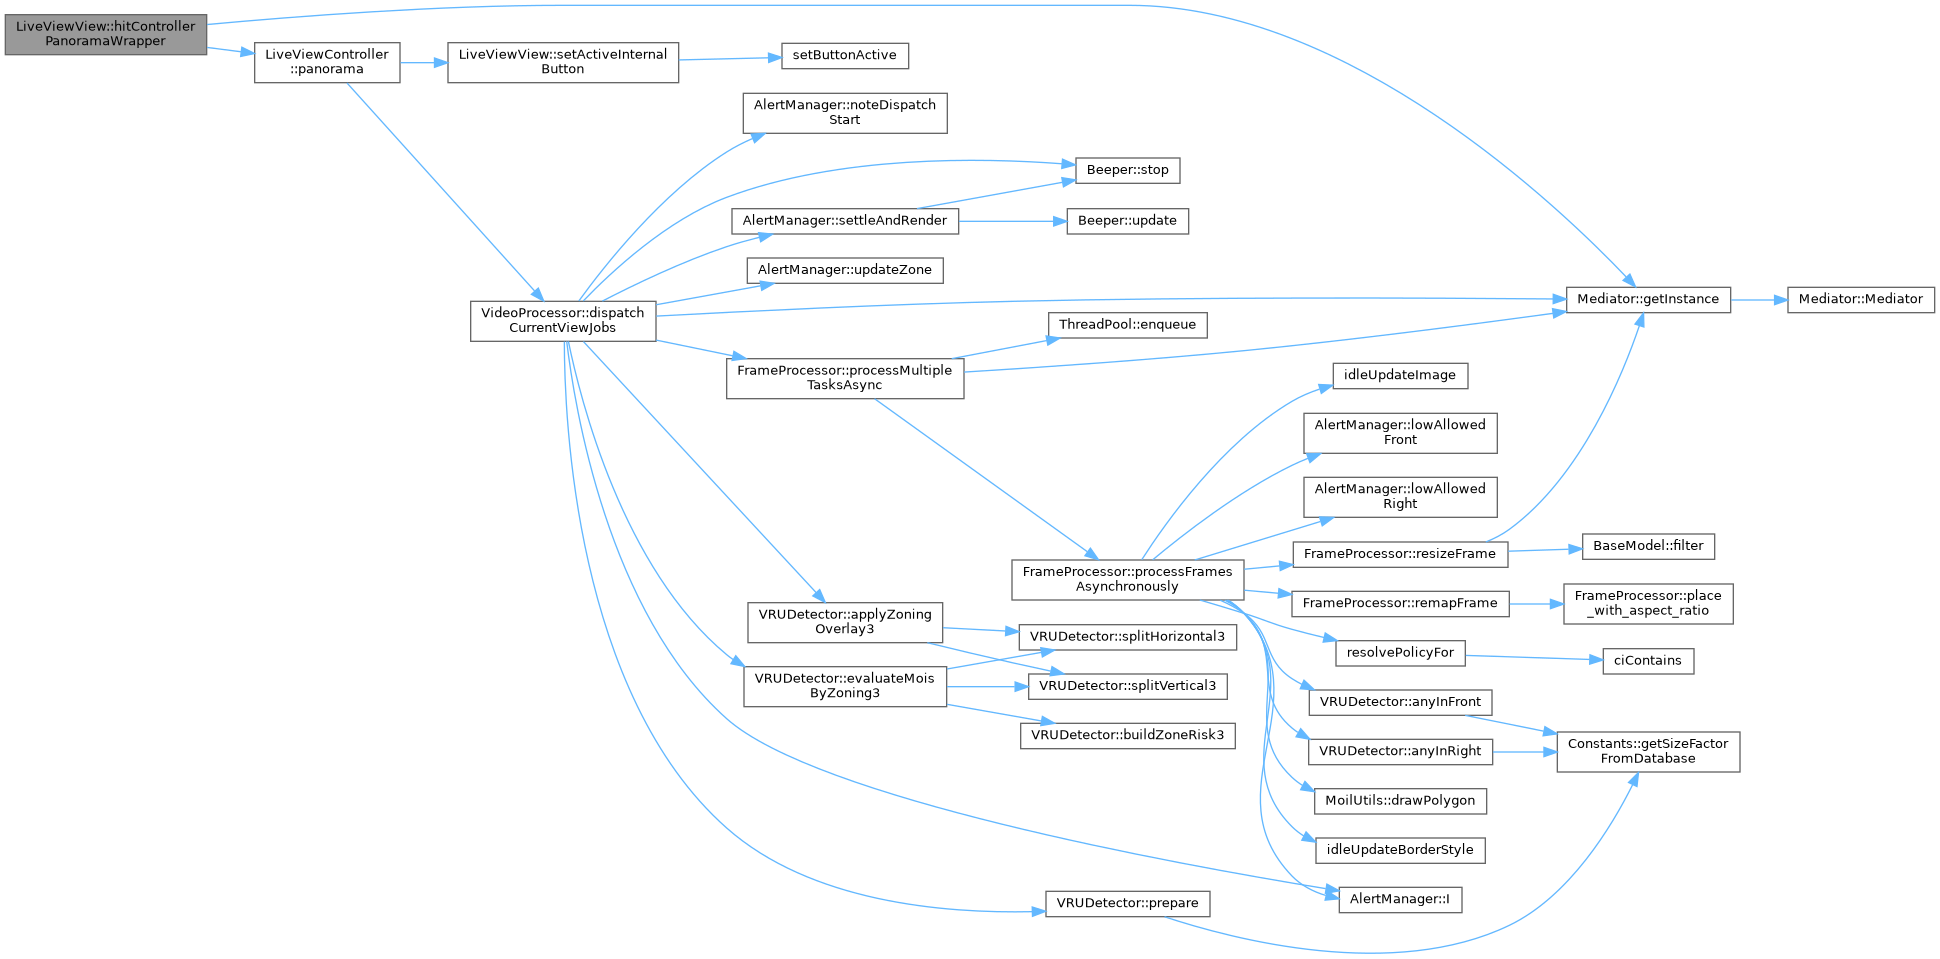 LiveViewView::hitController
PanoramaWrapper
LiveViewController
::panorama
LiveViewView::setActiveInternal
Button
setButtonActive
AlertManager::noteDispatch
Start
Beeper::stop
AlertManager::settleAndRender
Beeper::update
AlertManager::updateZone
VideoProcessor::dispatch
CurrentViewJobs
Mediator::getInstance
Mediator::Mediator
ThreadPool::enqueue
FrameProcessor::processMultiple
TasksAsync
idleUpdateImage
AlertManager::lowAllowed
Front
AlertManager::lowAllowed
Right
FrameProcessor::processFrames
Asynchronously
FrameProcessor::resizeFrame
BaseModel::filter
FrameProcessor::remapFrame
FrameProcessor::place
_with_aspect_ratio
VRUDetector::applyZoning
Overlay3
VRUDetector::splitHorizontal3
resolvePolicyFor
ciContains
VRUDetector::evaluateMois
ByZoning3
VRUDetector::splitVertical3
VRUDetector::buildZoneRisk3
VRUDetector::anyInFront
VRUDetector::anyInRight
Constants::getSizeFactor
FromDatabase
MoilUtils::drawPolygon
idleUpdateBorderStyle
AlertManager::I
VRUDetector::prepare